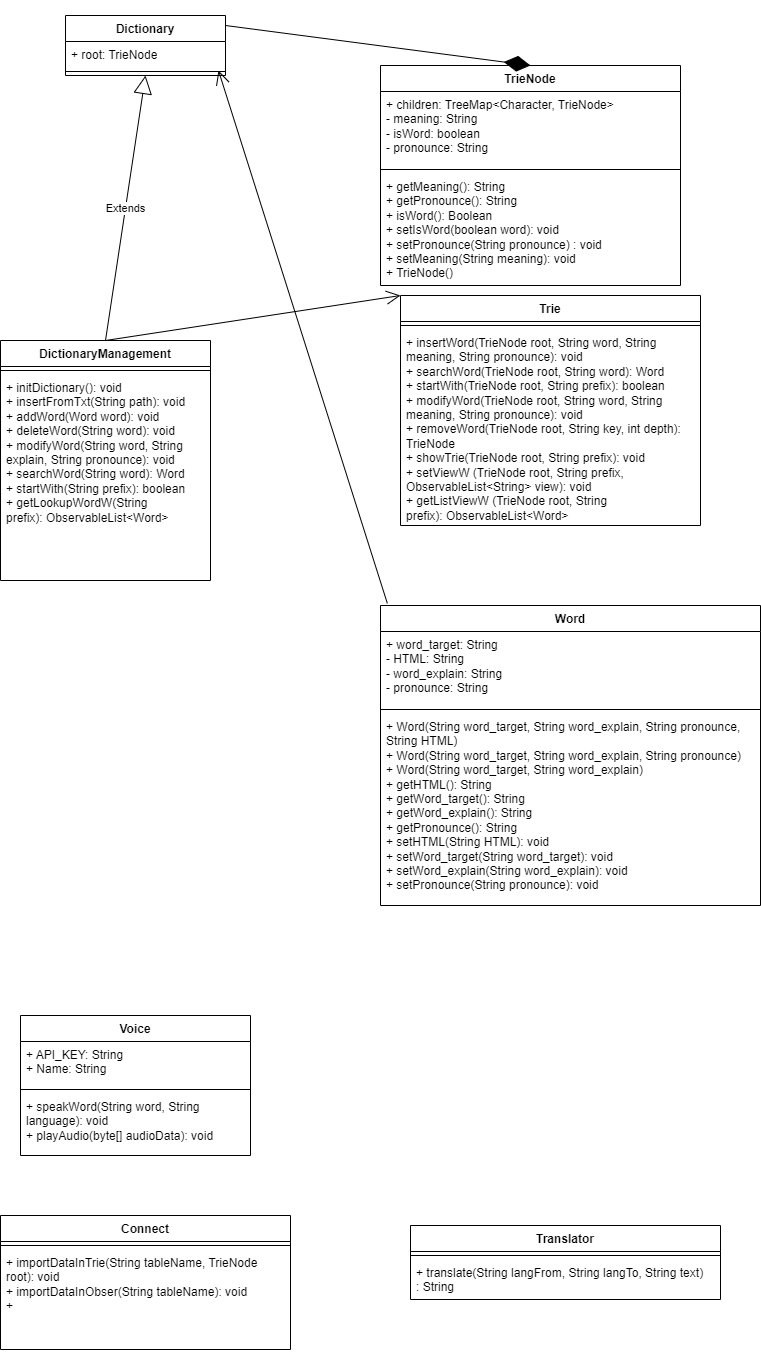 Dictionary
+ root: TrieNode
TrieNode
+ children: TreeMap<Character, TrieNode>
- meaning: String
- isWord: boolean
- pronounce: String
+ getMeaning(): String
+ getPronounce(): String
+ isWord(): Boolean
+ setIsWord(boolean word): void
+ setPronounce(String pronounce) : void
+ setMeaning(String meaning): void
+ TrieNode()
Extends
Trie
+ insertWord(TrieNode root, String word, String
meaning, String pronounce): void
+ searchWord(TrieNode root, String word): Word
+ startWith(TrieNode root, String prefix): boolean
+ modifyWord(TrieNode root, String word, String
meaning, String pronounce): void
+ removeWord(TrieNode root, String key, int depth):
TrieNode
+ showTrie(TrieNode root, String prefix): void
+ setViewW (TrieNode root, String prefix,
ObservableList<String> view): void
+ getListViewW (TrieNode root, String
prefix): ObservableList<Word>
DictionaryManagement
+ initDictionary(): void
+ insertFromTxt(String path): void
+ addWord(Word word): void
+ deleteWord(String word): void
+ modifyWord(String word, String
explain, String pronounce): void
+ searchWord(String word): Word
+ startWith(String prefix): boolean
+ getLookupWordW(String
prefix): ObservableList<Word>
Word
+ word_target: String
- HTML: String
- word_explain: String
- pronounce: String
+ Word(String word_target, String word_explain, String pronounce,
String HTML)
+ Word(String word_target, String word_explain, String pronounce)
+ Word(String word_target, String word_explain)
+ getHTML(): String
+ getWord_target(): String
+ getWord_explain(): String
+ getPronounce(): String
+ setHTML(String HTML): void
+ setWord_target(String word_target): void
+ setWord_explain(String word_explain): void
+ setPronounce(String pronounce): void
Voice
+ API_KEY: String
+ Name: String
+ speakWord(String word, String
language): void
+ playAudio(byte[] audioData): void
Connect
+ importDataInTrie(String tableName, TrieNode
root): void
+ importDataInObser(String tableName): void
+
Translator
+ translate(String langFrom, String langTo, String text)
: String